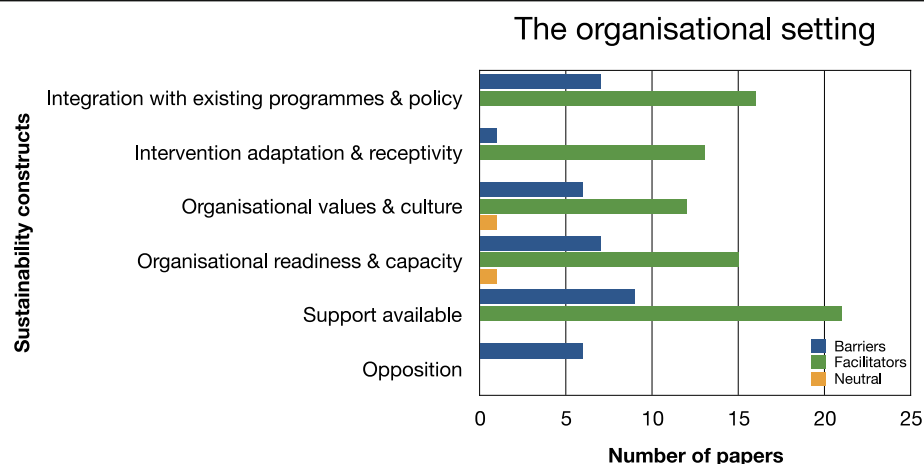 The organisational setting
Sustainability constructs
Integration with existing programmes & policy
Intervention adaptation & receptivity
Organisational values & culture
Organisational readiness & capacity
Support available
Opposition
Barriers
Facilitators
Neutral
0 5 10 15 20 25
Number of papers